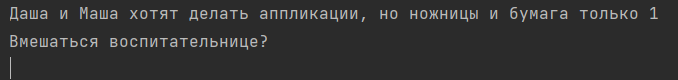 Даша и Маша хотят делать аппликации, но ножницы и бумага только 1
Вмешаться воспитательнице?